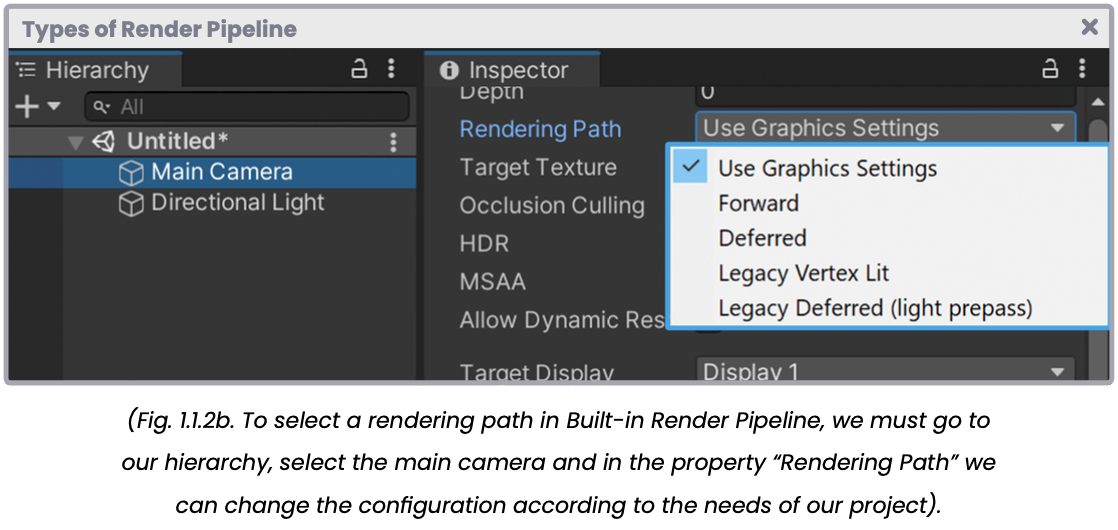 Types of Render Pipeline
Hierarchy
All
Untitled*
Main Camera
Directional Light
Inspector
Depth
0
Rendering Path
Use Graphics Settings
Target Texture
Occlusion Culling
HDR
MSAA
Allow Dynamic Res
Target Display
Display 1
Use Graphics Settings
Forward
Deferred
Legacy Vertex Lit
Legacy Deferred (light prepass)
(Fig. 1.1.2b. To select a rendering path in Built-in Render Pipeline, we must go to
our hierarchy, select the main camera and in the property “Rendering Path” we
can change the configuration according to the needs of our project).